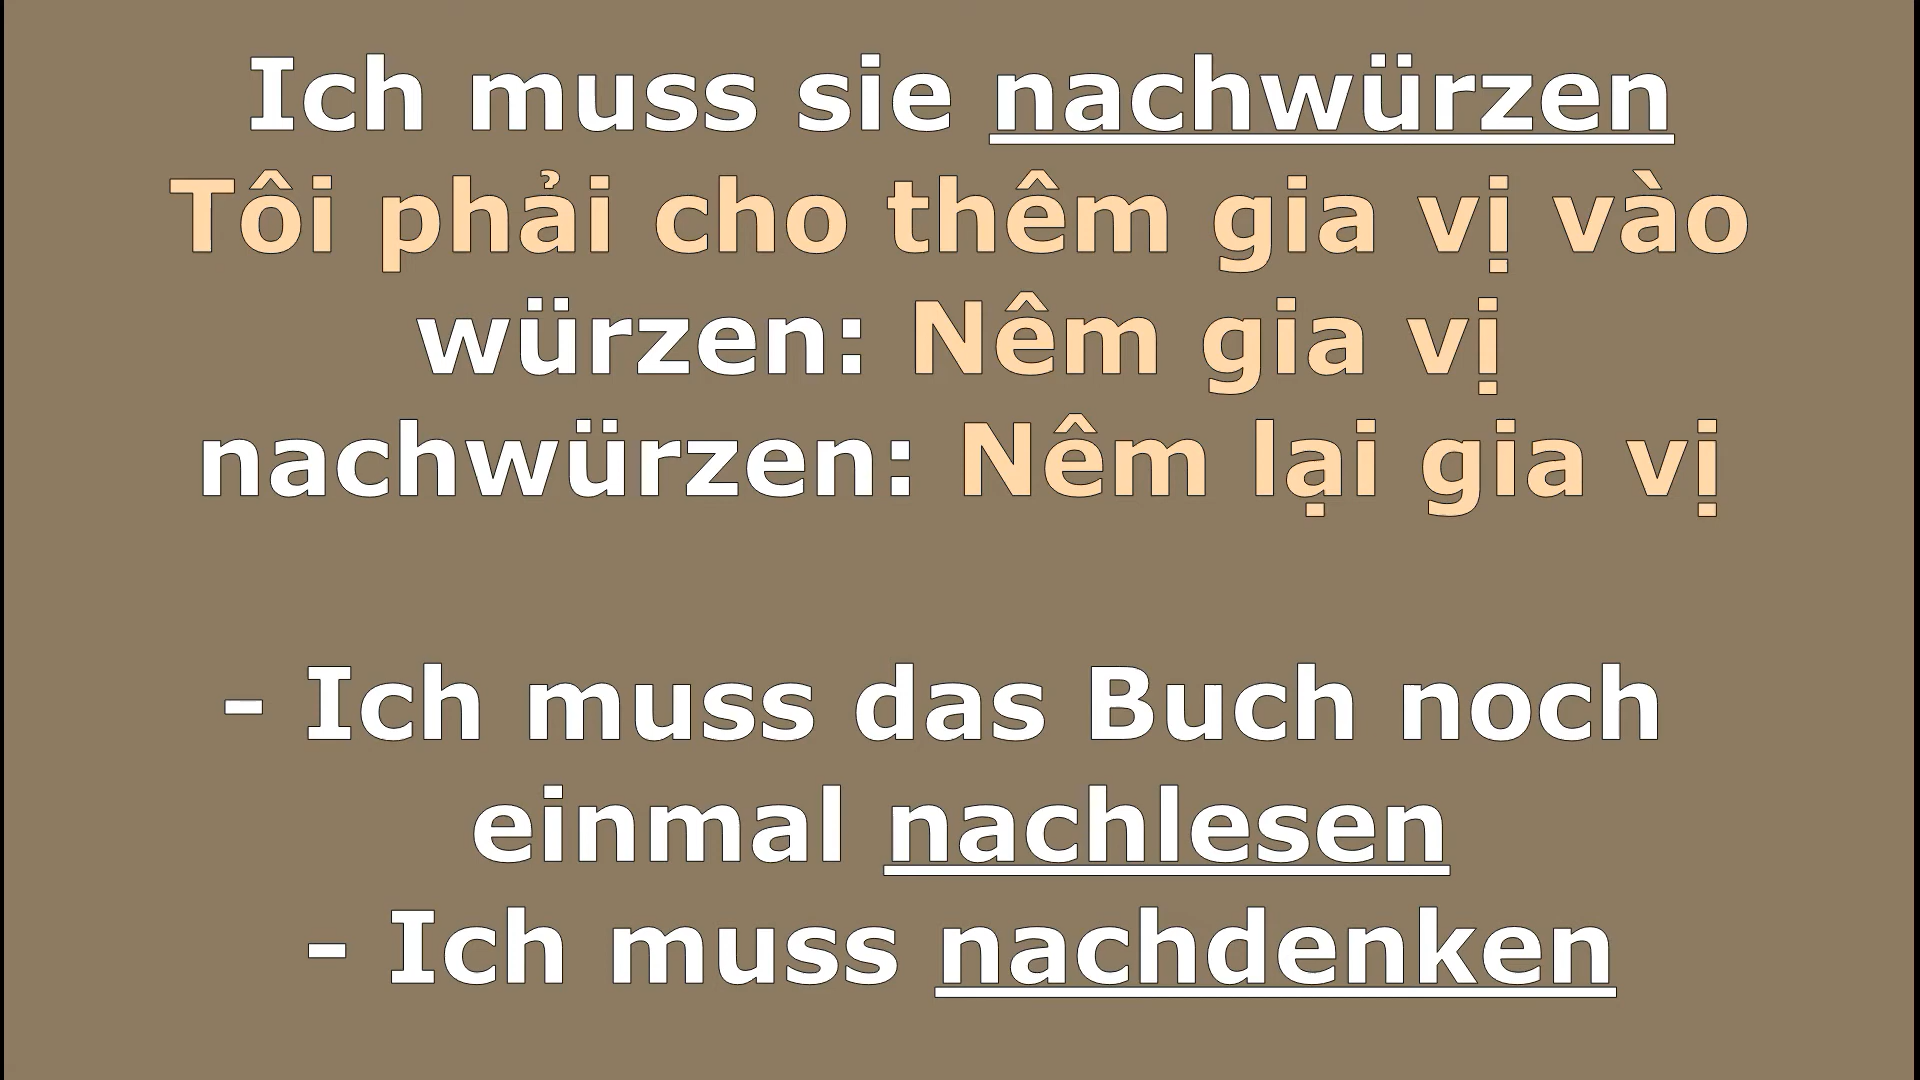 Ich muss sie nachwürzen
Tôi phải cho thêm gia vị vào
würzen: Nêm gia vị
nachwürzen: Nêm lại gia vị
- Ich muss das Buch noch
einmal nachlesen
- Ich muss nachdenken